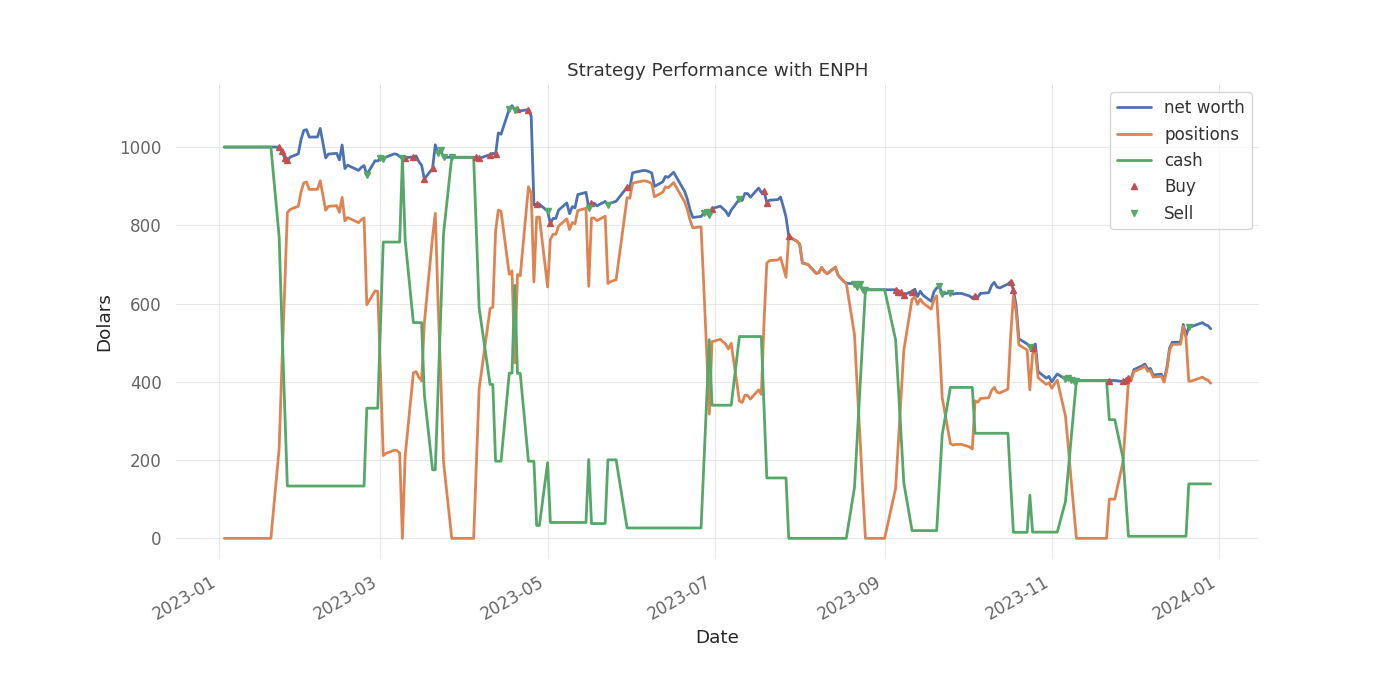 Strategy Performance with ENPH
net worth
positions
cash
Buy
Sell
Dolars
1000
800
600
400
200
0
2023-01
2023-03
2023-05
2023-07
2023-09
2023-11
2024-01
Date